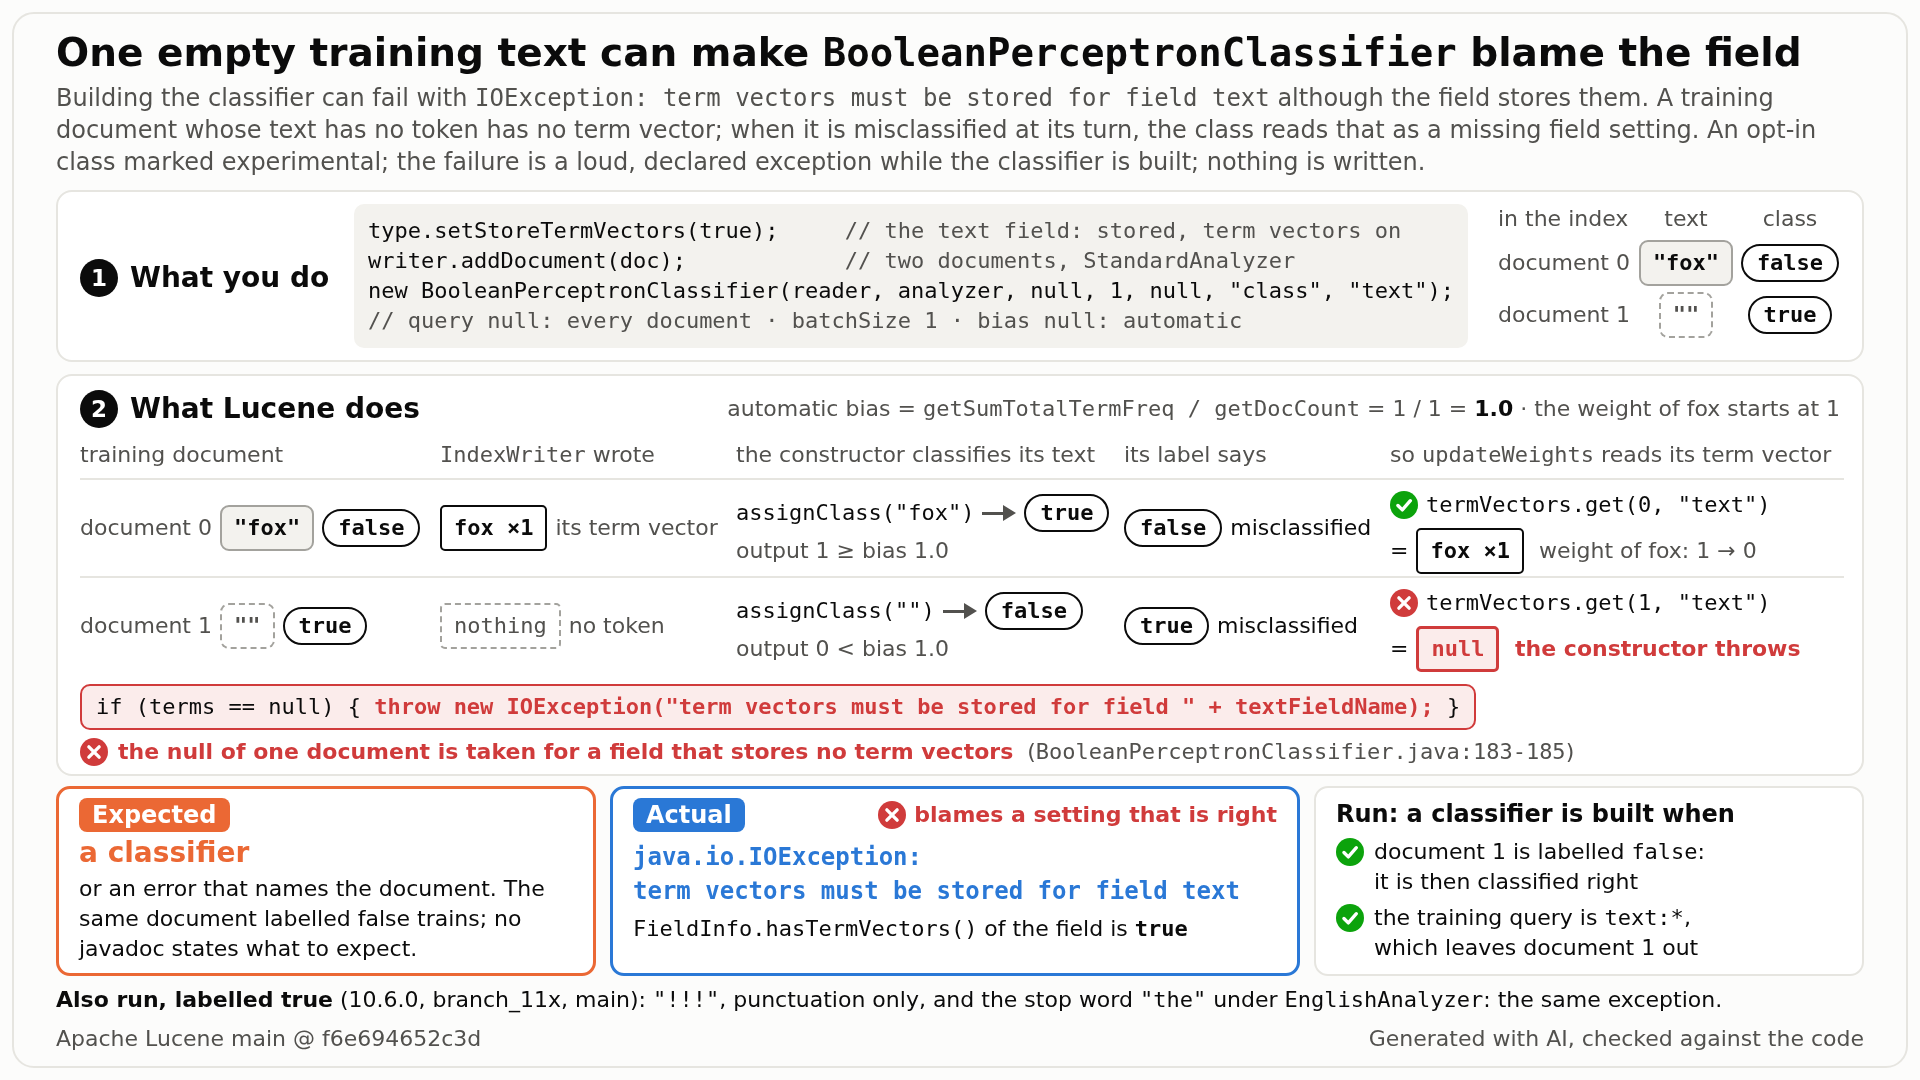 One empty training text can make BooleanPerceptronClassifier blame the field
Building the classifier can fail with IOException: term vectors must be stored for field text although the field stores them. A training
document whose text has no token has no term vector; when it is misclassified at its turn, the class reads that as a missing field setting. An opt-in
class marked experimental; the failure is a loud, declared exception while the classifier is built; nothing is written.
1 What you do
type.setStoreTermVectors(true); // the text field: stored, term vectors on
writer.addDocument(doc); // two documents, StandardAnalyzer
new BooleanPerceptronClassifier(reader, analyzer, null, 1, null, "class", "text");
// query null: every document · batchSize 1 · bias null: automatic
in the index text class
document 0 "fox" false
document 1 "" true
2 What Lucene does
automatic bias = getSumTotalTermFreq / getDocCount = 1 / 1 = 1.0 · the weight of fox starts at 1
training document IndexWriter wrote the constructor classifies its text its label says so updateWeights reads its term vector
document 0 "fox" false fox ×1 its term vector assignClass("fox") → true false misclassified termVectors.get(0, "text")
output 1 ≥ bias 1.0 = fox ×1 weight of fox: 1 → 0
document 1 "" true nothing no token assignClass("") → false true misclassified termVectors.get(1, "text")
output 0 < bias 1.0 = null the constructor throws
if (terms == null) { throw new IOException("term vectors must be stored for field " + textFieldName); }
the null of one document is taken for a field that stores no term vectors (BooleanPerceptronClassifier.java:183-185)
Expected
a classifier
or an error that names the document. The
same document labelled false trains; no
javadoc states what to expect.
Actual blames a setting that is right
java.io.IOException:
term vectors must be stored for field text
FieldInfo.hasTermVectors() of the field is true
Run: a classifier is built when
document 1 is labelled false:
it is then classified right
the training query is text:*,
which leaves document 1 out
Also run, labelled true (10.6.0, branch_11x, main): "!!!", punctuation only, and the stop word "the" under EnglishAnalyzer: the same exception.
Apache Lucene main @ f6e694652c3d
Generated with AI, checked against the code